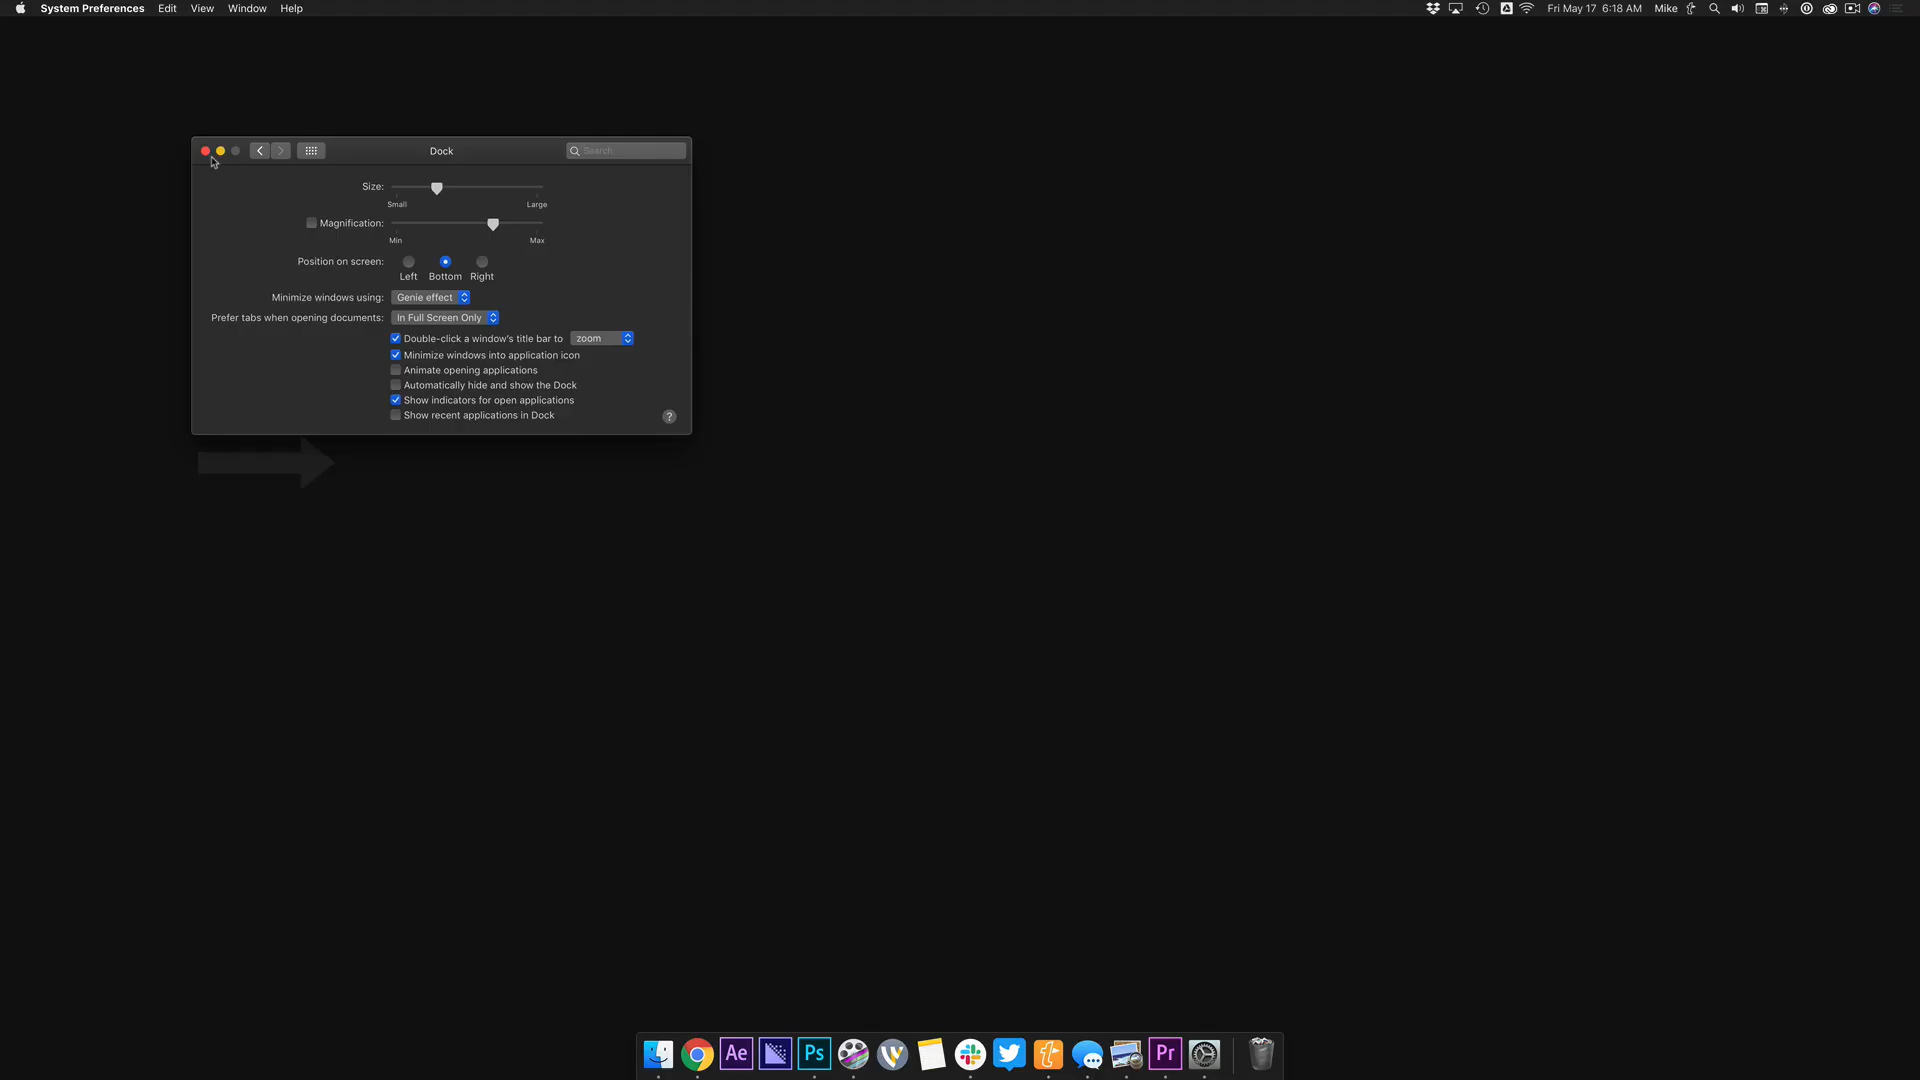 System Preferences Edit View Window Help Fri May 17 6:18 AM Mike
Dock Search
Size:
Small Large
Magnification:
Min Max
Position on screen:
Left Bottom Right
Minimize windows using: Genie effect
Prefer tabs when opening documents: In Full Screen Only
Double-click a window's title bar to zoom
Minimize windows into application icon
Animate opening applications
Automatically hide and show the Dock
Show indicators for open applications
Show recent applications in Dock ?
Ae Ps Pr